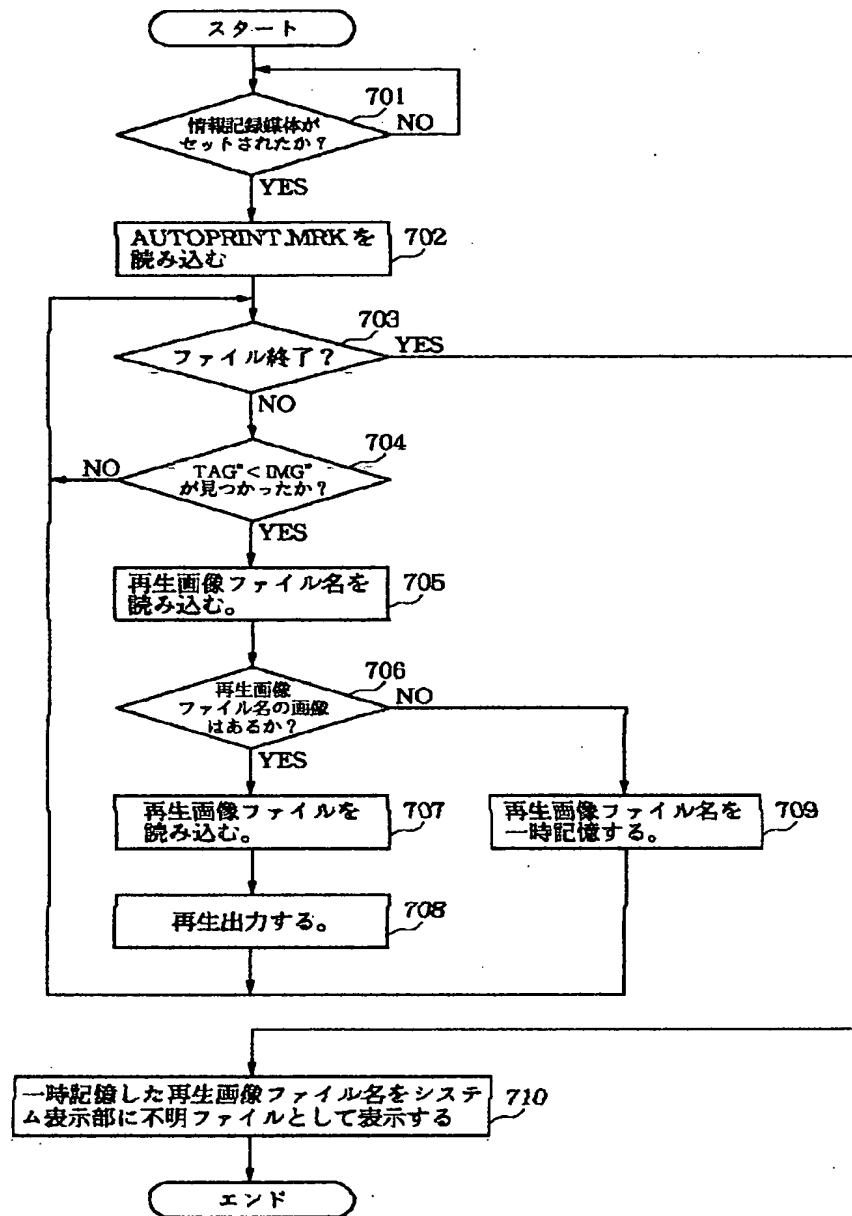 スタート
701
情報記録媒体が
セットされたか?
NO
YES
AUTOPRINT.MRKを
読み込む
702
703
ファイル終了?
YES
NO
704
NO
TAG"<IMG"
が見つかったか?
YES
再生画像ファイル名を
読み込む。
705
706
再生画像
ファイル名の画像
はあるか?
NO
YES
再生画像ファイルを
読み込む。
707
再生画像ファイル名を
一時記憶する。
709
再生出力する。
708
一時記憶した再生画像ファイル名をシステ
ム表示部に不明ファイルとして表示する
710
エンド